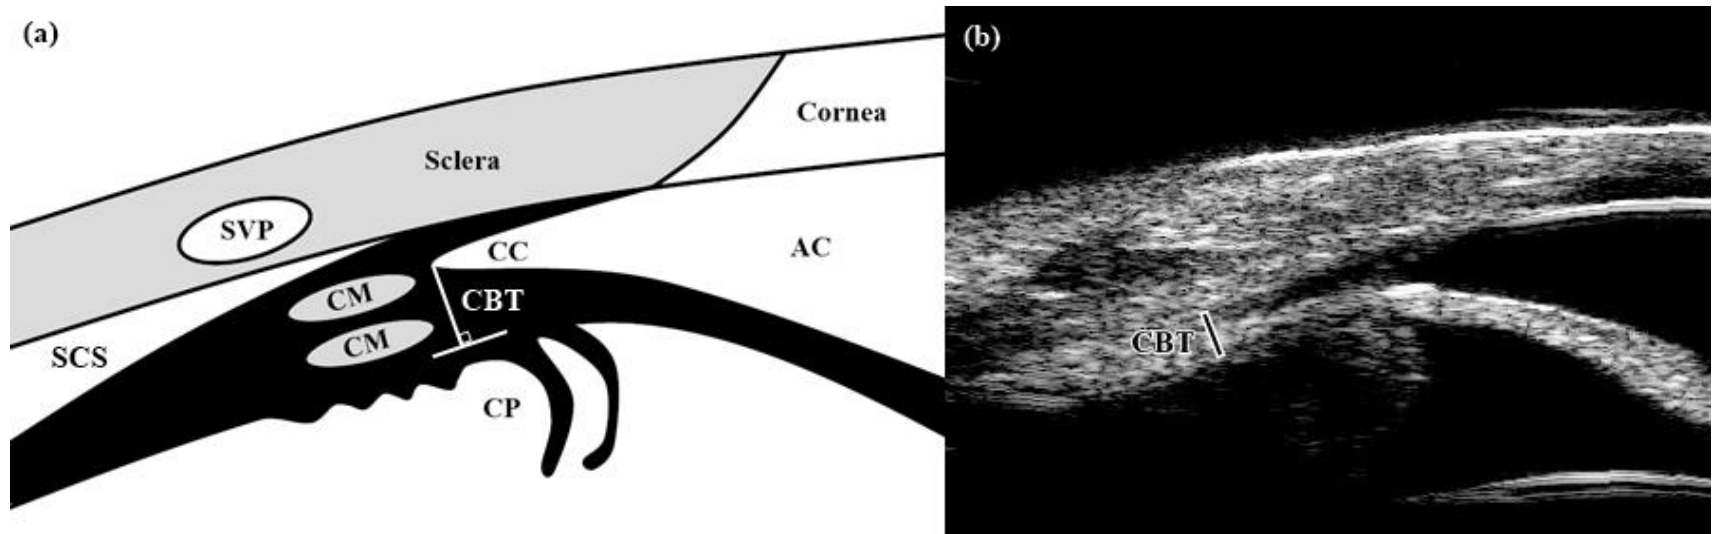 (a)
Cornea
Sclera
SVP
CC
AC
CM
CBT
CM
SCS
CP
(b)
CBT